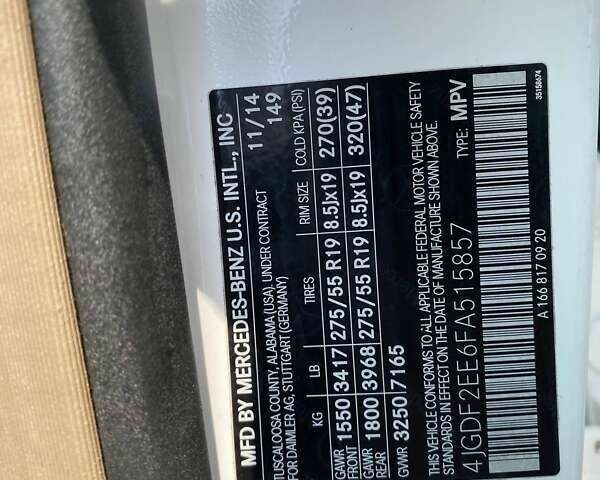 MFD BY MERCEDES-BENZ U.S. INTL., INC
TUSCALOOSA COUNTY, ALABAMA (USA), UNDER CONTRACT 11/14
FOR DAIMLER AG, STUTTGART (GERMANY) 149
KG LB TIRES RIM SIZE COLD KPA (PSI)
GAWR FRONT 1550 3417 275/55 R19 8.5Jx19 270(39)
GAWR REAR 1800 3968 275/55 R19 8.5Jx19 320(47)
GVWR 3250 7165
THIS VEHICLE CONFORMS TO ALL APPLICABLE FEDERAL MOTOR VEHICLE SAFETY
STANDARDS IN EFFECT ON THE DATE OF MANUFACTURE SHOWN ABOVE.
4JGDF2EE6FA515857 TYPE: MPV
A 166 817 09 20
35158674